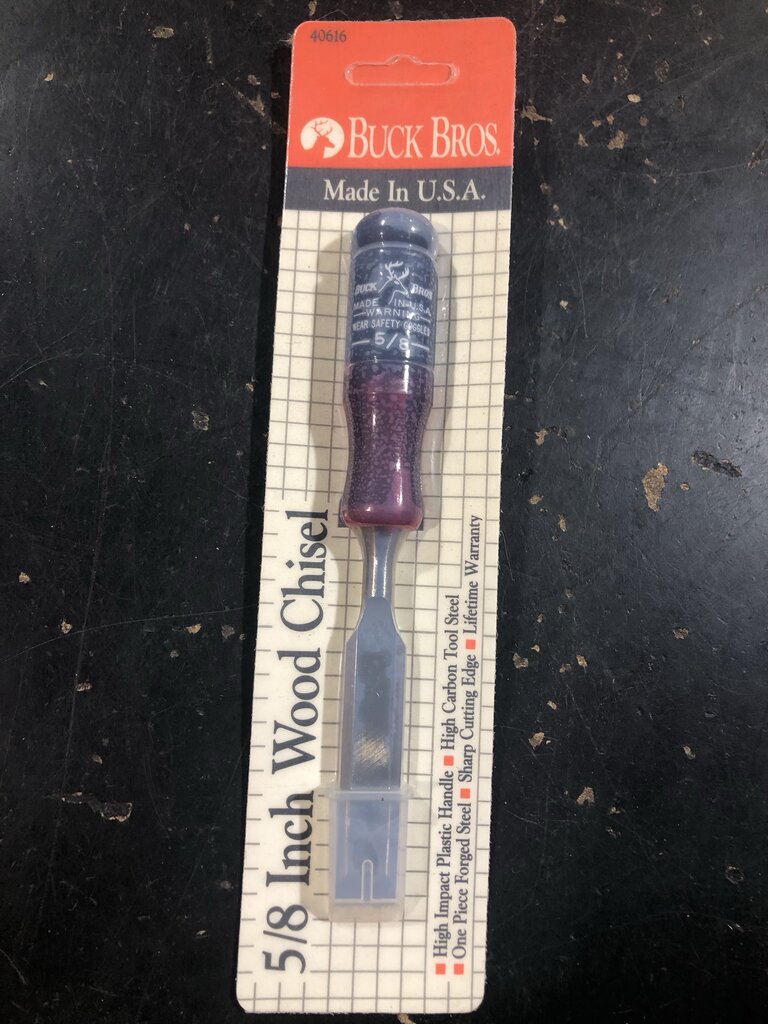 40616
BUCK BROS.
Made In U.S.A.
BUCK BROS
MADE IN U.S.A.
WARNING
WEAR SAFETY GOGGLES
5/8
5/8 Inch Wood Chisel
High Impact Plastic Handle ■ High Carbon Tool Steel
One Piece Forged Steel ■ Sharp Cutting Edge ■ Lifetime Warranty